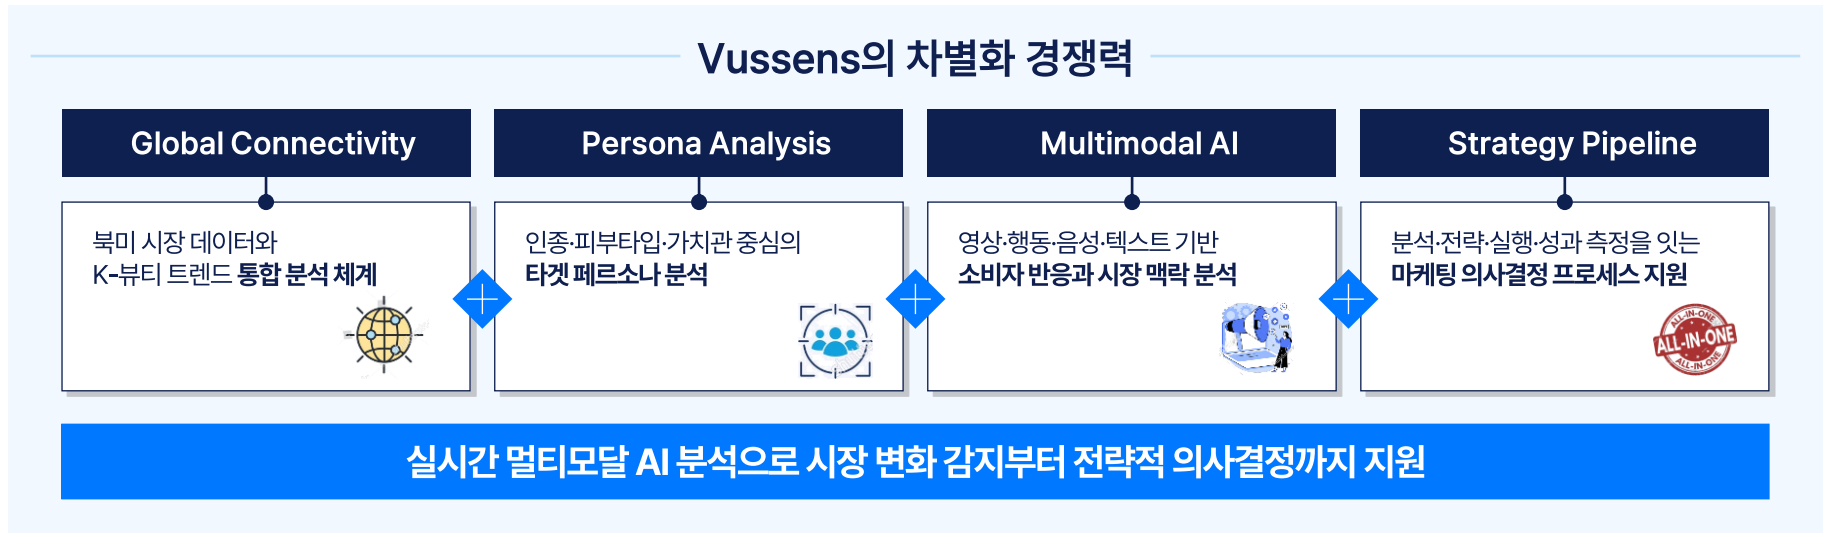 Vussens의 차별화 경쟁력
Global Connectivity
북미 시장 데이터와
K-뷰티 트렌드 통합 분석 체계
Persona Analysis
인종·피부타입·가치관 중심의
타겟 페르소나 분석
Multimodal AI
영상·행동·음성·텍스트 기반
소비자 반응과 시장 맥락 분석
Strategy Pipeline
분석·전략·실행·성과 측정을 잇는
마케팅 의사결정 프로세스 지원
ALL-IN-ONE
ALL-IN-ONE
ALL-IN-ONE
실시간 멀티모달 AI 분석으로 시장 변화 감지부터 전략적 의사결정까지 지원